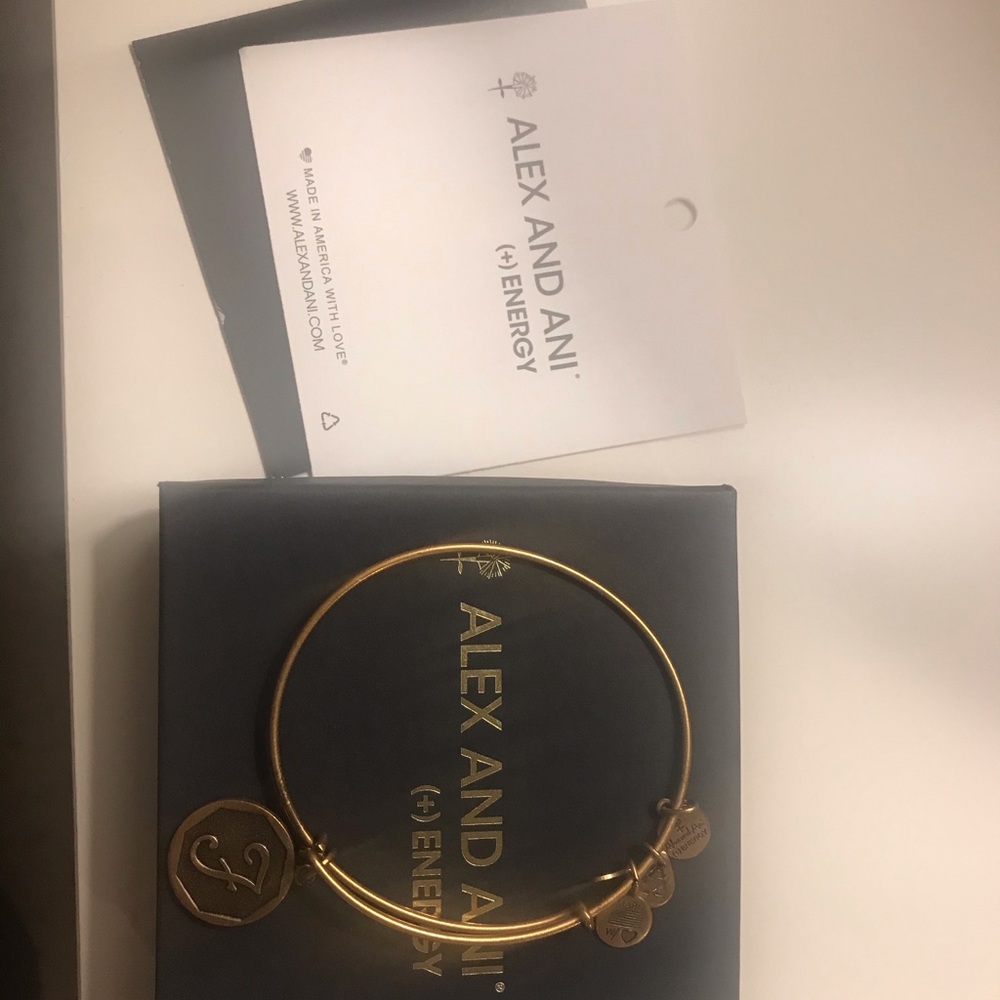 ALEX AND ANI®
(+) ENERGY
MADE IN AMERICA WITH LOVE®
WWW.ALEXANDANI.COM
ALEX AND ANI®
(+) ENERGY